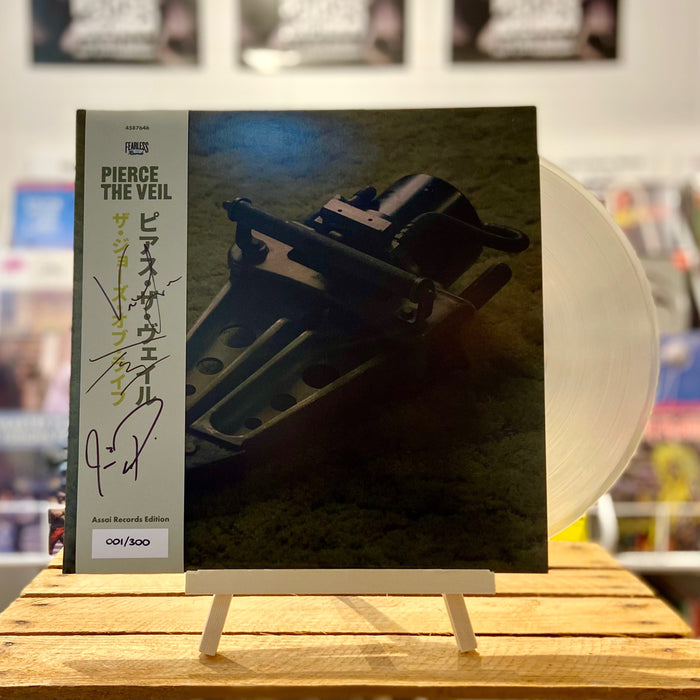 4587646
FEARLESS
PIERCE
THE VEIL
ピアス・ザ・ヴェイル
ザ・ジョーズ・オブ・ライフ
Assai Records Edition
001/300